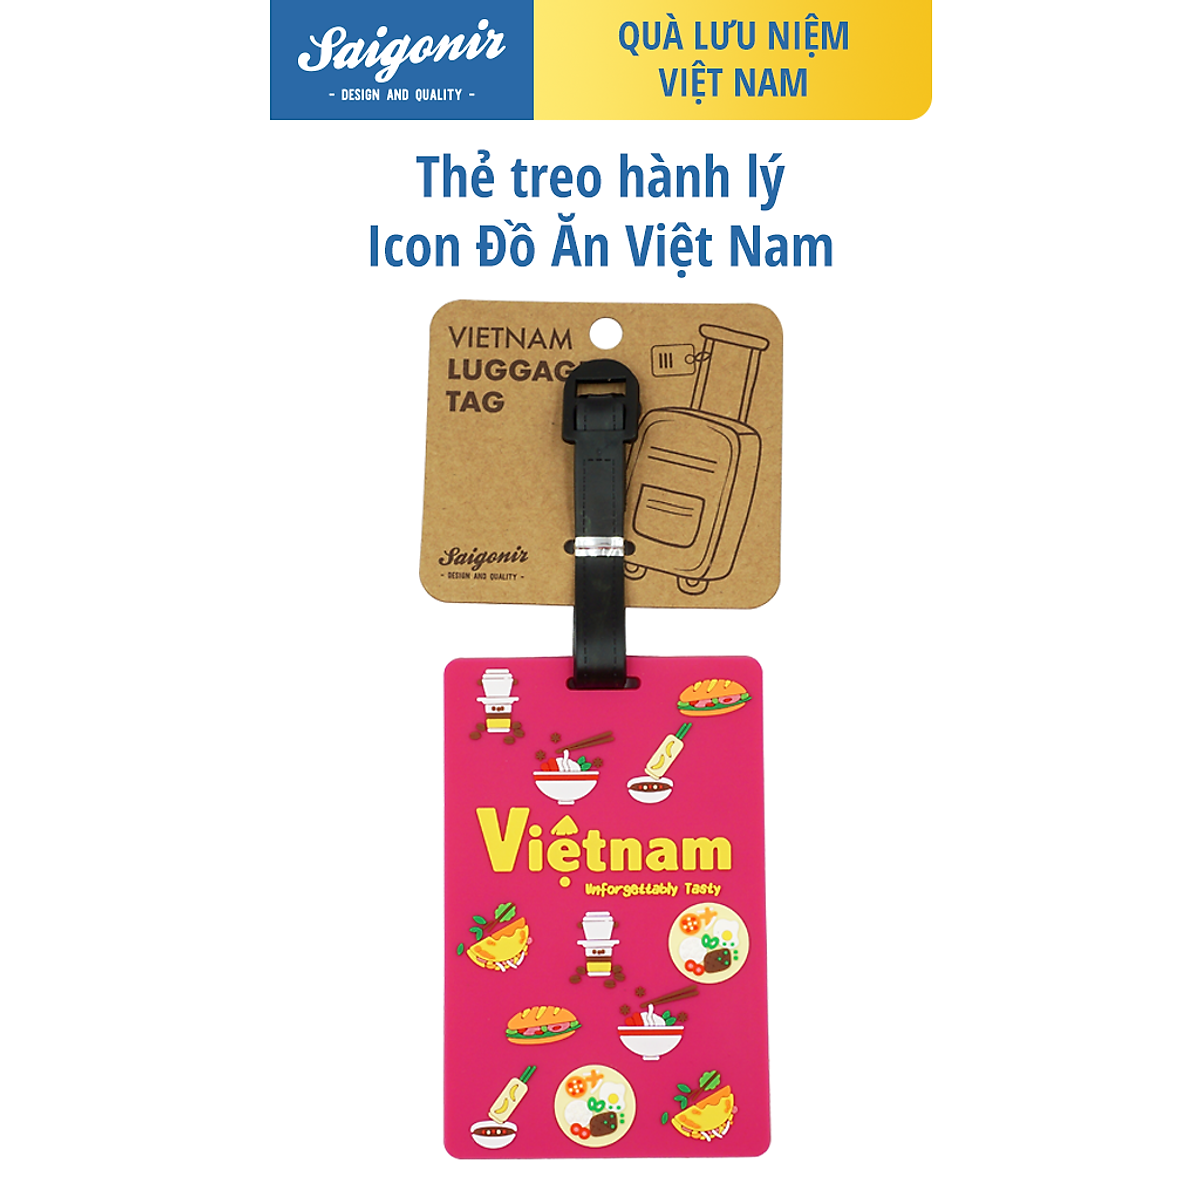 Saigonir
- DESIGN AND QUALITY -
QUÀ LƯU NIỆM
VIỆT NAM
Thẻ treo hành lý
Icon Đồ Ăn Việt Nam
VIETNAM
LUGGAG
TAG
Saigonir
- DESIGN AND QUALITY -
Việtnam
Unforgettably Tasty